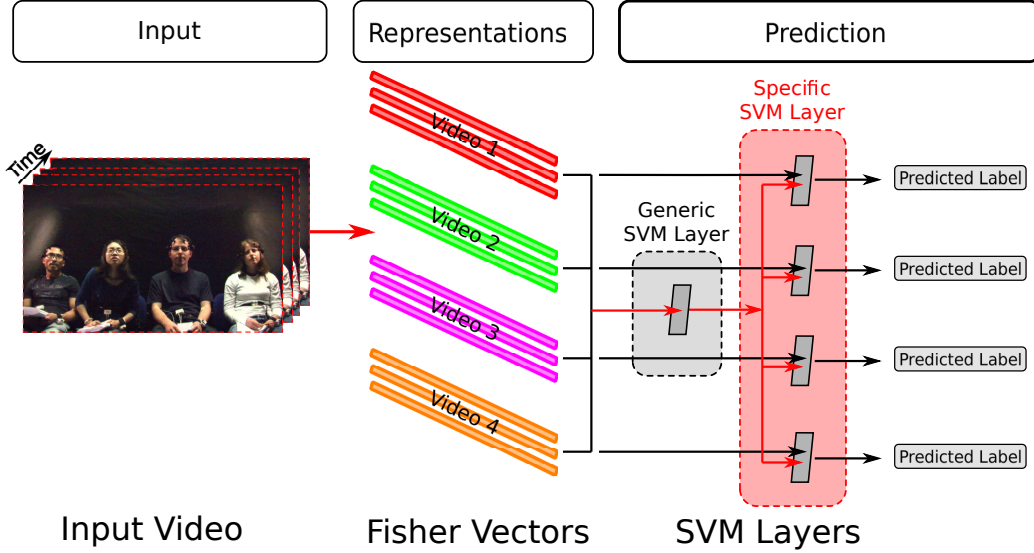 Input
Representations
Prediction
Time
Video 1
Video 2
Video 3
Video 4
Generic
SVM Layer
Specific
SVM Layer
Predicted Label
Predicted Label
Predicted Label
Predicted Label
Input Video
Fisher Vectors
SVM Layers